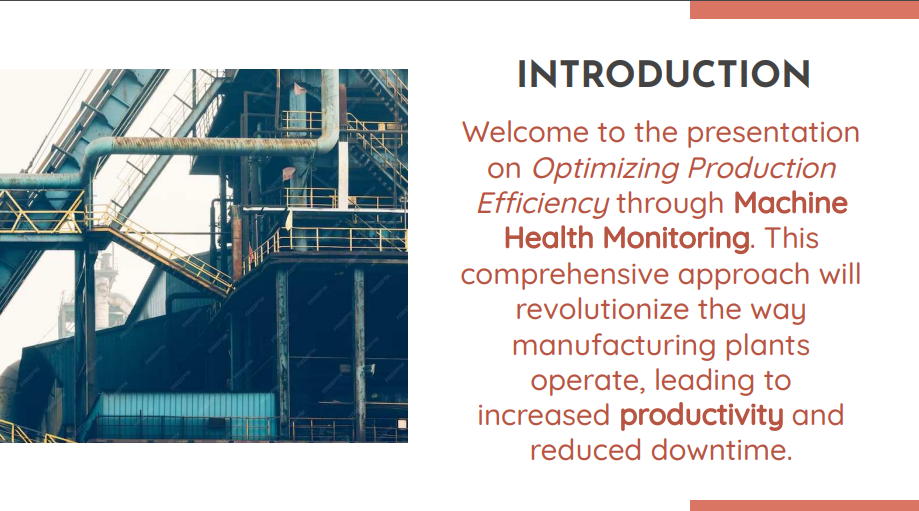 INTRODUCTION
Welcome to the presentation
on Optimizing Production
Efficiency through Machine
Health Monitoring. This
comprehensive approach will
revolutionize the way
manufacturing plants
operate, leading to
increased productivity and
reduced downtime.